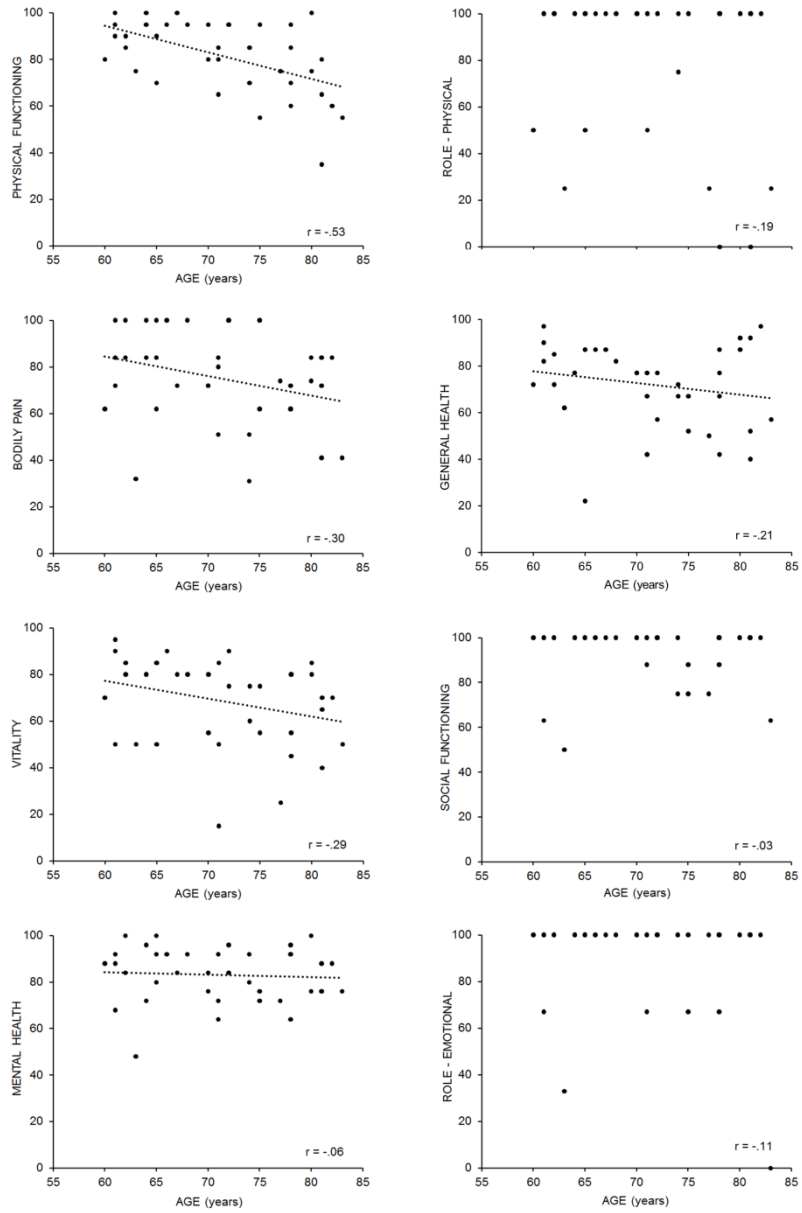 PHYSICAL FUNCTIONING
100
80
60
40
20
0
55 60 65 70 75 80 85
AGE (years)
r = -.53
ROLE - PHYSICAL
100
80
60
40
20
0
55 60 65 70 75 80 85
AGE (years)
r = -.19
BODILY PAIN
100
80
60
40
20
0
55 60 65 70 75 80 85
AGE (years)
r = -.30
GENERAL HEALTH
100
80
60
40
20
0
55 60 65 70 75 80 85
AGE (years)
r = -.21
VITALITY
100
80
60
40
20
0
55 60 65 70 75 80 85
AGE (years)
r = -.29
SOCIAL FUNCTIONING
100
80
60
40
20
0
55 60 65 70 75 80 85
AGE (years)
r = -.03
MENTAL HEALTH
100
80
60
40
20
0
55 60 65 70 75 80 85
AGE (years)
r = -.06
ROLE - EMOTIONAL
100
80
60
40
20
0
55 60 65 70 75 80 85
AGE (years)
r = -.11